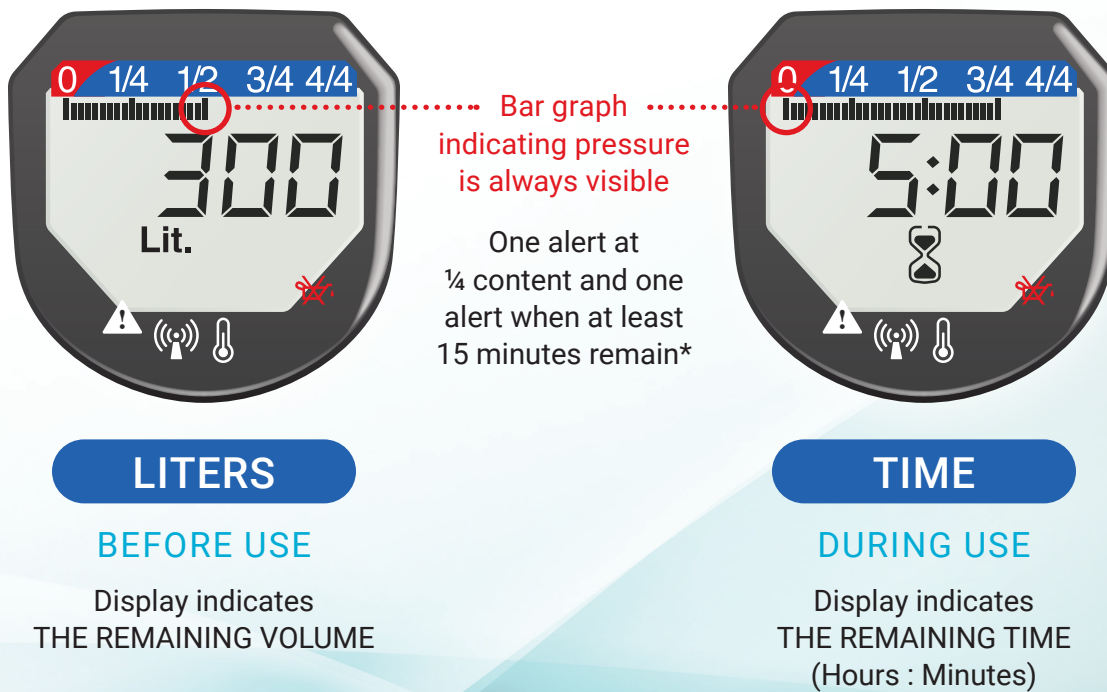 0 1/4 1/2 3/4 4/4
300
Lit.
LITERS
BEFORE USE
Display indicates
THE REMAINING VOLUME
Bar graph
indicating pressure
is always visible
One alert at
¼ content and one
alert when at least
15 minutes remain*
0 1/4 1/2 3/4 4/4
5:00
TIME
DURING USE
Display indicates
THE REMAINING TIME
(Hours : Minutes)